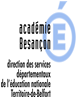 académie
Besançon
direction des services
départementaux
de l'éducation nationale
Territoire-de-Belfort